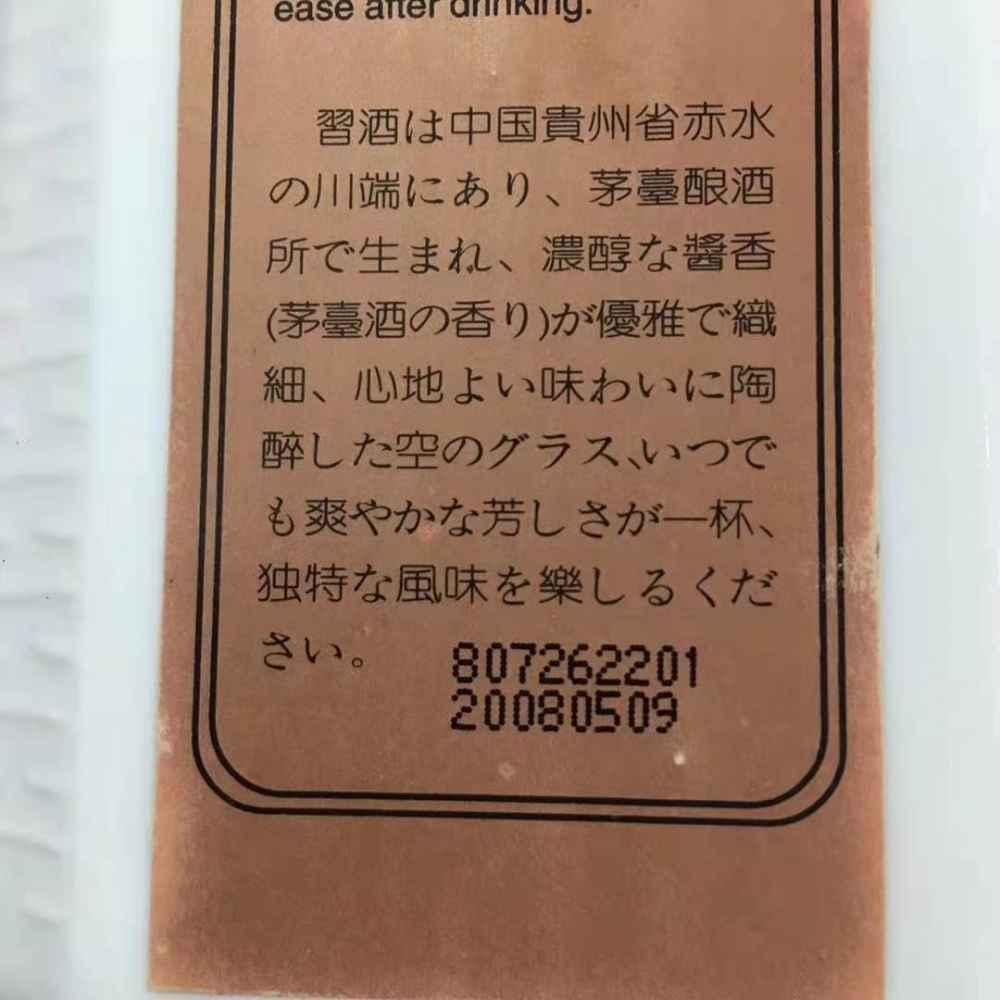 ease after drinking.
習酒は中国貴州省赤水
の川端にあり、茅臺酿酒
所で生まれ、濃醇な醬香
(茅臺酒の香り)が優雅で織
細、心地よい味わいに陶
醉した空のグラス、いつで
も爽やかな芳しさが一杯、
独特な風味を樂しるくだ
さい。
807262201
20080509